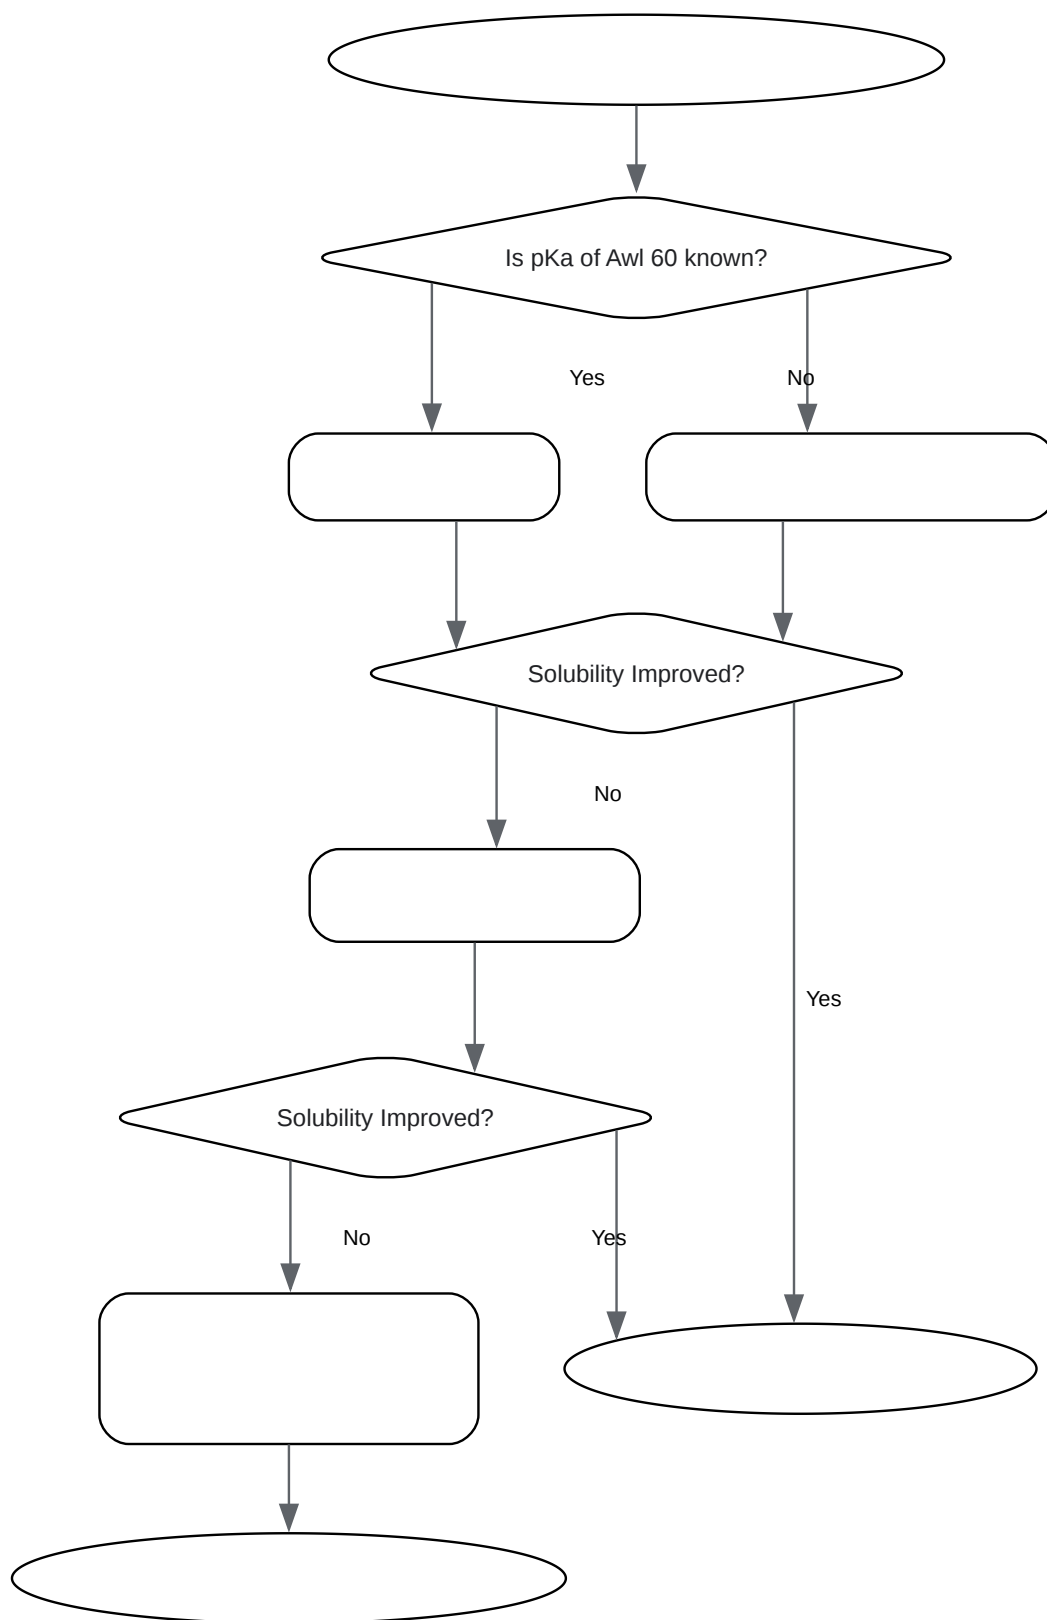 Is pKa of Awl 60 known?
Yes
No
Solubility Improved?
No
Yes
Solubility Improved?
No
Yes